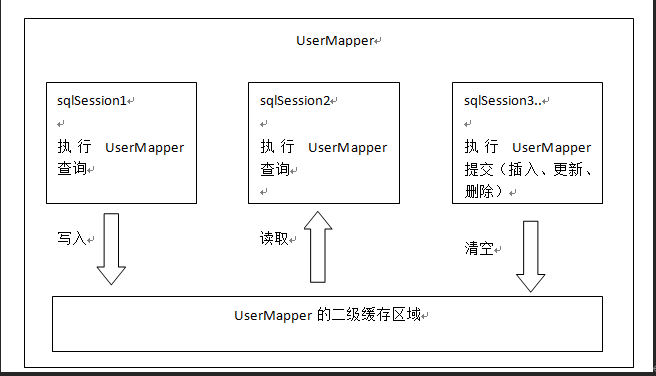 UserMapper
sqlSession1
执行 UserMapper
查询
sqlSession2
执行 UserMapper
查询
sqlSession3..
执行 UserMapper
提交（插入、更新、
删除）
写入
读取
清空
UserMapper 的二级缓存区域